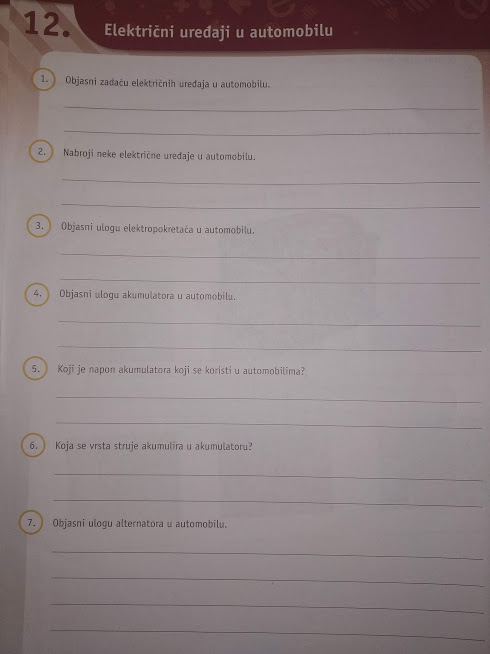 12. Električni uređaji u automobilu
1. Objasni zadaću električnih uređaja u automobilu.
2. Nabroji neke električne uređaje u automobilu.
3. Objasni ulogu elektropokretača u automobilu.
4. Objasni ulogu akumulatora u automobilu.
5. Koji je napon akumulatora koji se koristi u automobilima?
6. Koja se vrsta struje akumulira u akumulatoru?
7. Objasni ulogu alternatora u automobilu.